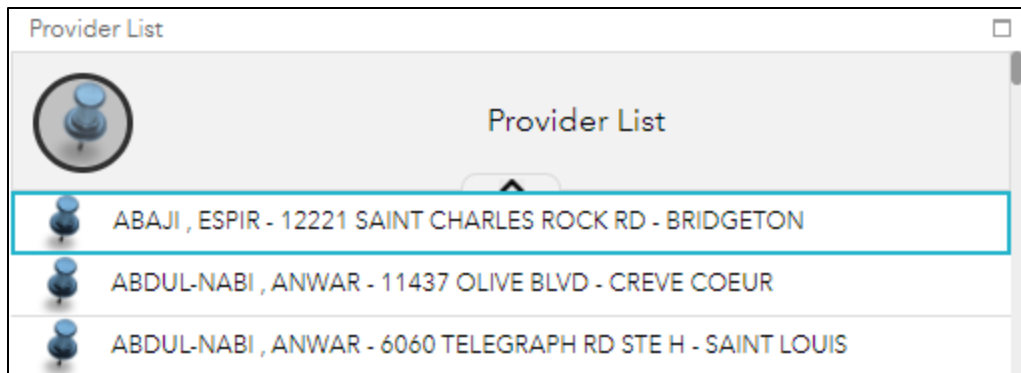 Provider List
Provider List
ABAJI , ESPIR - 12221 SAINT CHARLES ROCK RD - BRIDGETON
ABDUL-NABI , ANWAR - 11437 OLIVE BLVD - CREVE COEUR
ABDUL-NABI , ANWAR - 6060 TELEGRAPH RD STE H - SAINT LOUIS